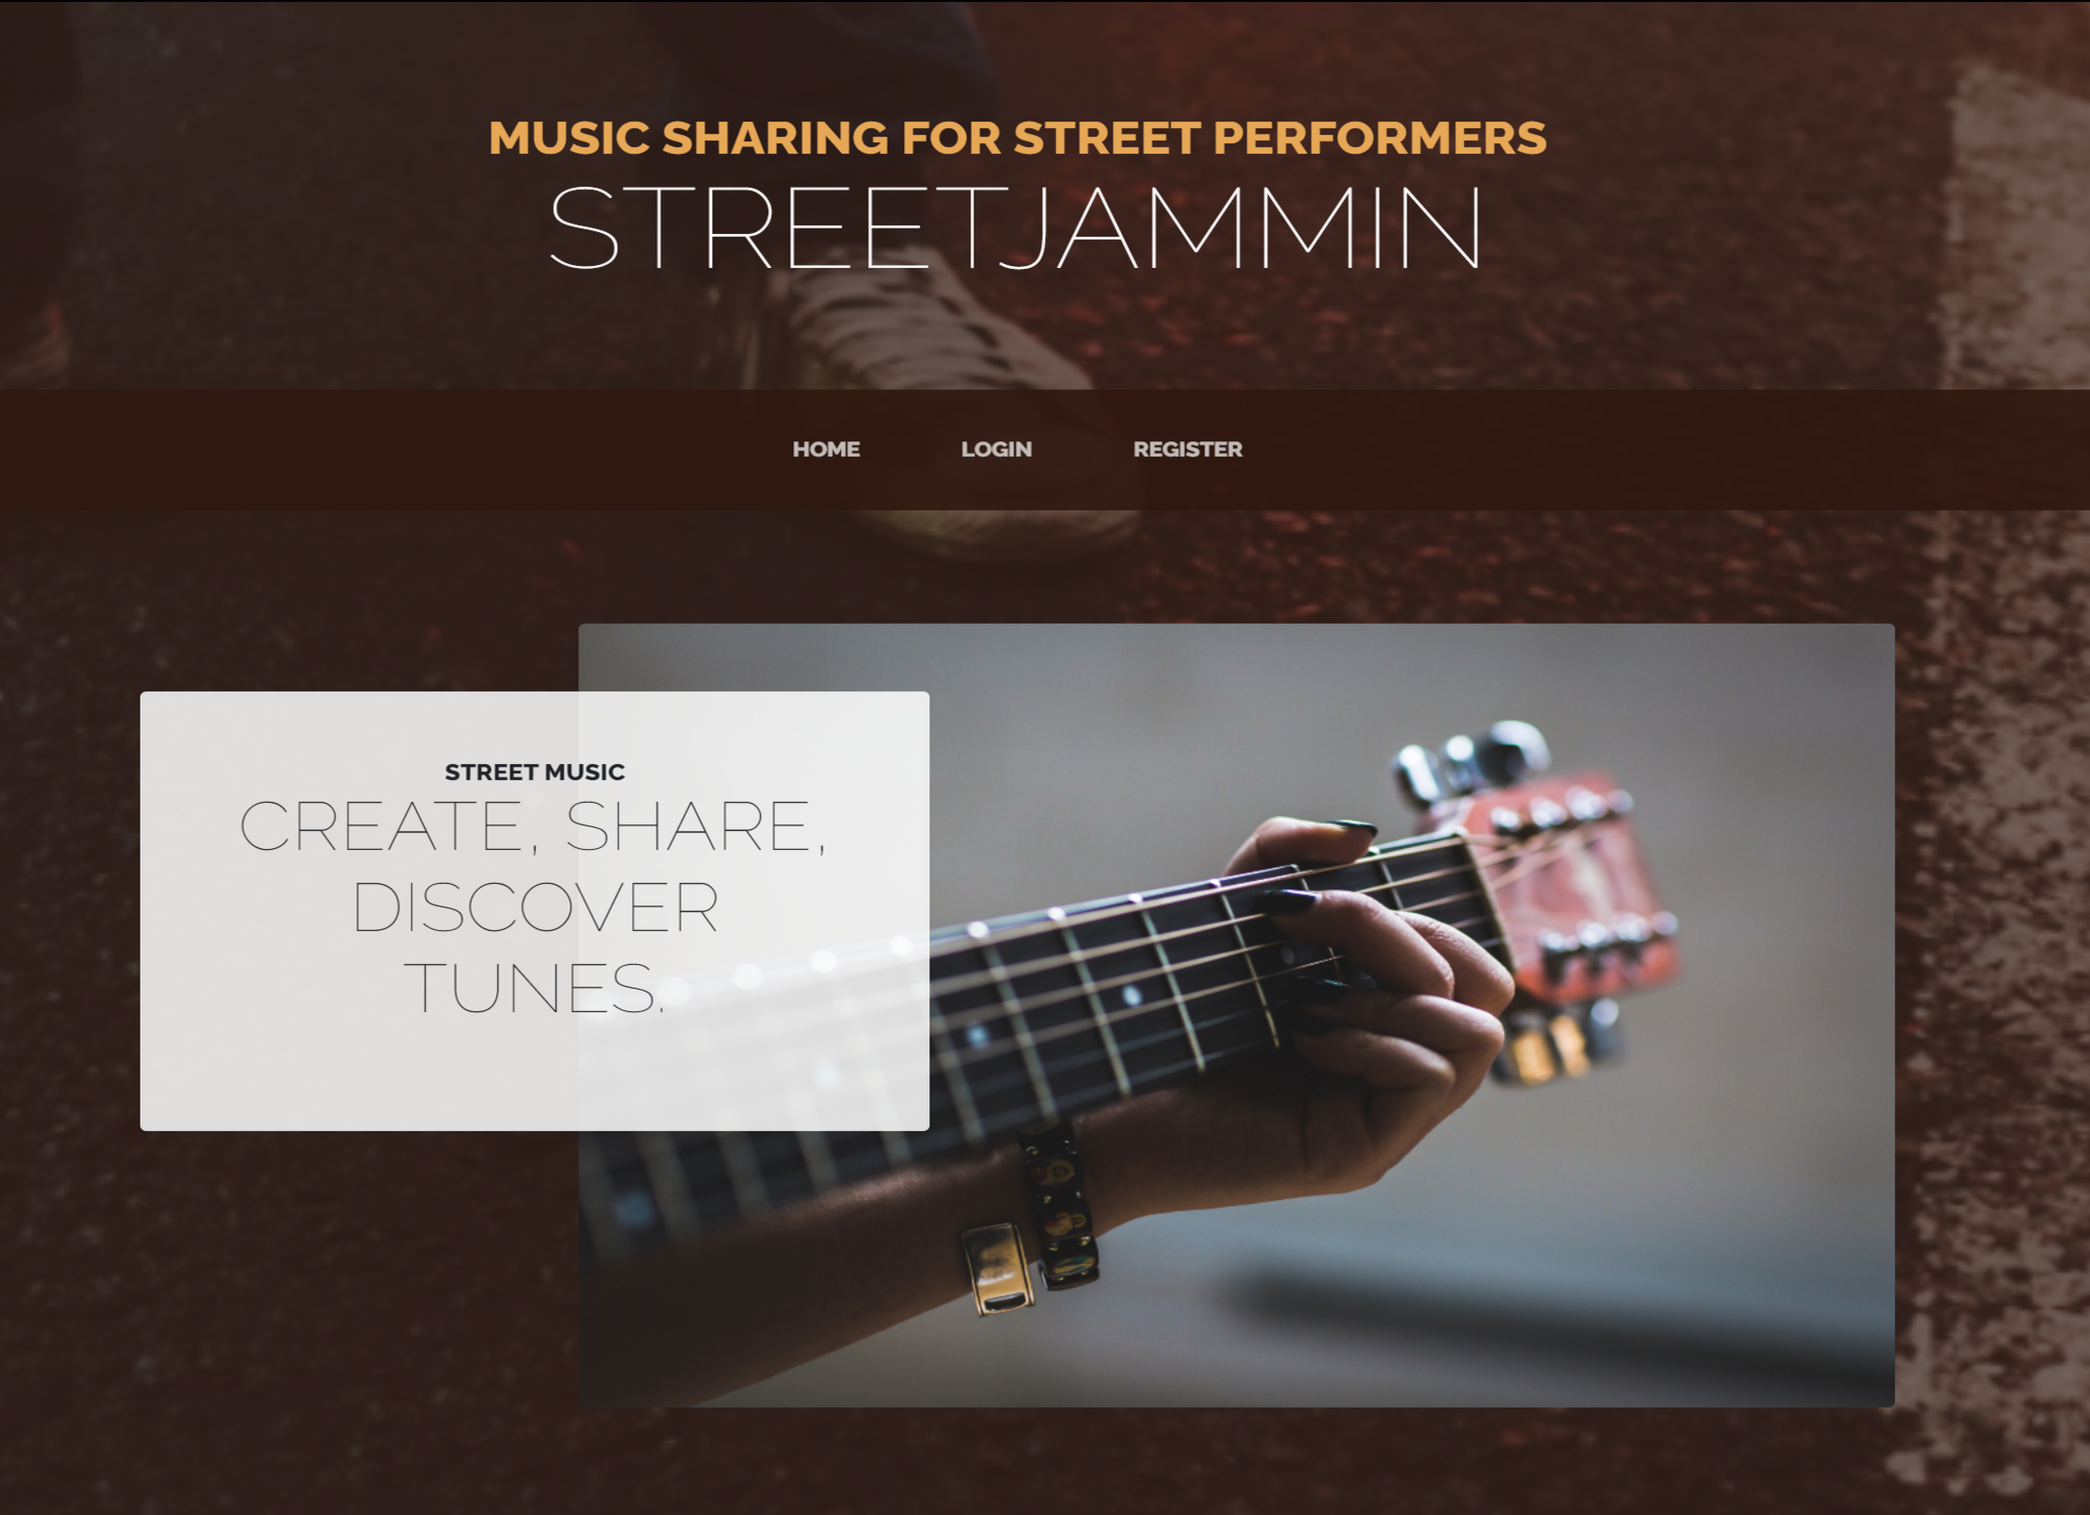 MUSIC SHARING FOR STREET PERFORMERS
STREETJAMMIN
HOME LOGIN REGISTER
STREET MUSIC
CREATE, SHARE,
DISCOVER
TUNES.